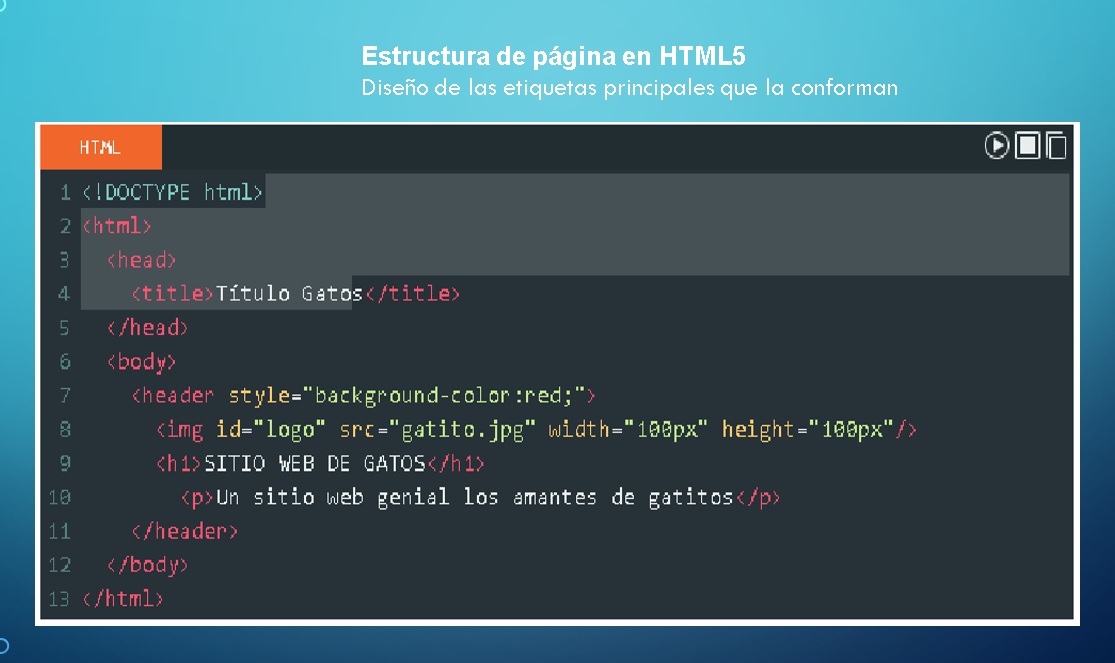 Estructura de página en HTML5
Diseño de las etiquetas principales que la conforman
HTML
1 <!DOCTYPE html>
2 <html>
3   <head>
4     <title>Título Gatos</title>
5   </head>
6   <body>
7     <header style="background-color:red;">
8       <img id="logo" src="gatito.jpg" width="100px" height="100px"/>
9       <h1>SITIO WEB DE GATOS</h1>
10         <p>Un sitio web genial los amantes de gatitos</p>
11     </header>
12   </body>
13 </html>